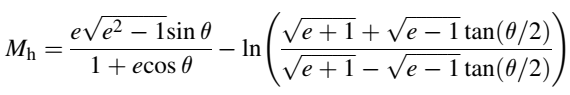 M_h = \frac{e\sqrt{e^2 - 1}\sin\theta}{1 + e\cos\theta} - \ln\left(\frac{\sqrt{e+1} + \sqrt{e-1}\tan(\theta/2)}{\sqrt{e+1} - \sqrt{e-1}\tan(\theta/2)}\right)